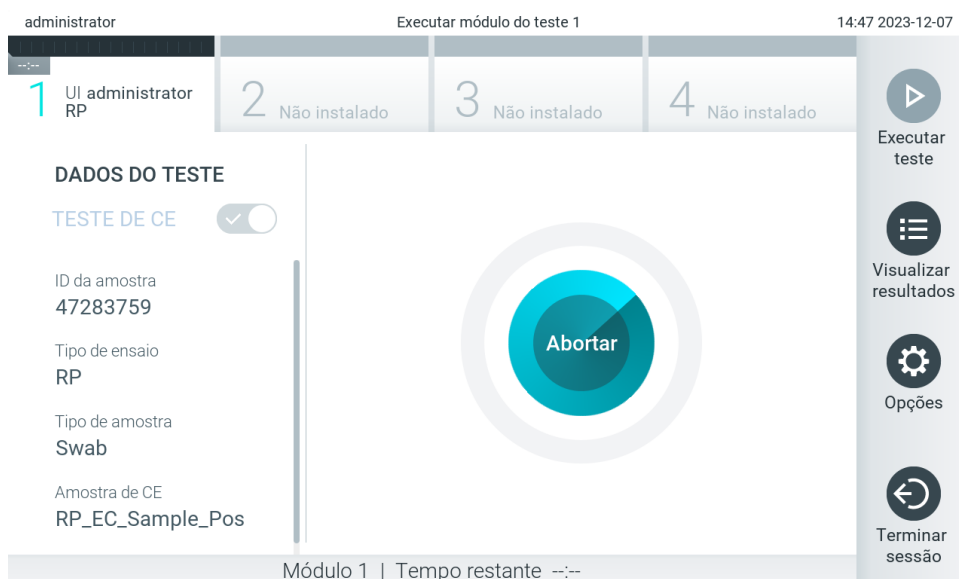 administrator
Executar módulo do teste 1
14:47 2023-12-07
--:--
1 UI administrator
RP
2 Não instalado
3 Não instalado
4 Não instalado
DADOS DO TESTE
TESTE DE CE
ID da amostra
47283759
Tipo de ensaio
RP
Tipo de amostra
Swab
Amostra de CE
RP_EC_Sample_Pos
Abortar
Executar
teste
Visualizar
resultados
Opções
Terminar
sessão
Módulo 1 | Tempo restante --:--